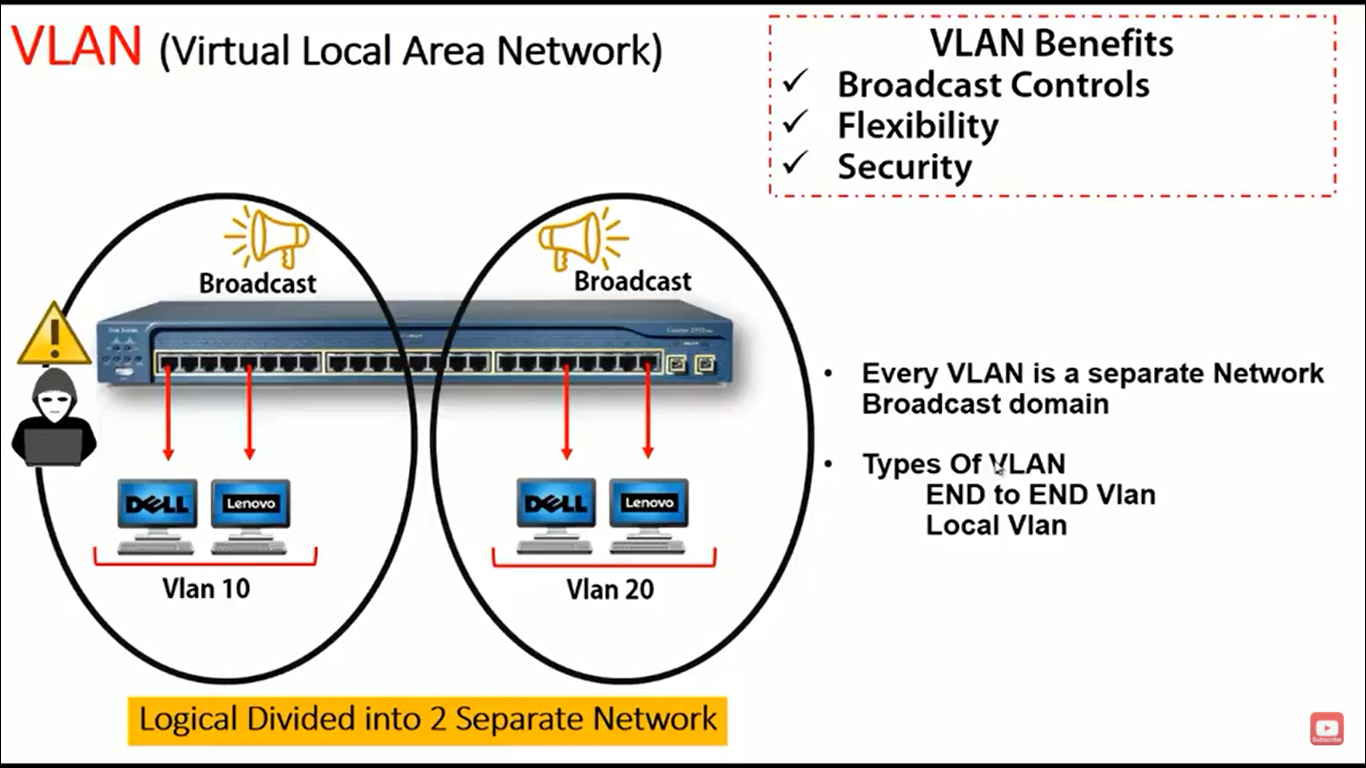 VLAN (Virtual Local Area Network)
VLAN Benefits
✓ Broadcast Controls
✓ Flexibility
✓ Security
Broadcast
Broadcast
DELL
Lenovo
DELL
Lenovo
Vlan 10
Vlan 20
Logical Divided into 2 Separate Network
• Every VLAN is a separate Network
Broadcast domain
• Types Of VLAN
END to END Vlan
Local Vlan
Subscribe